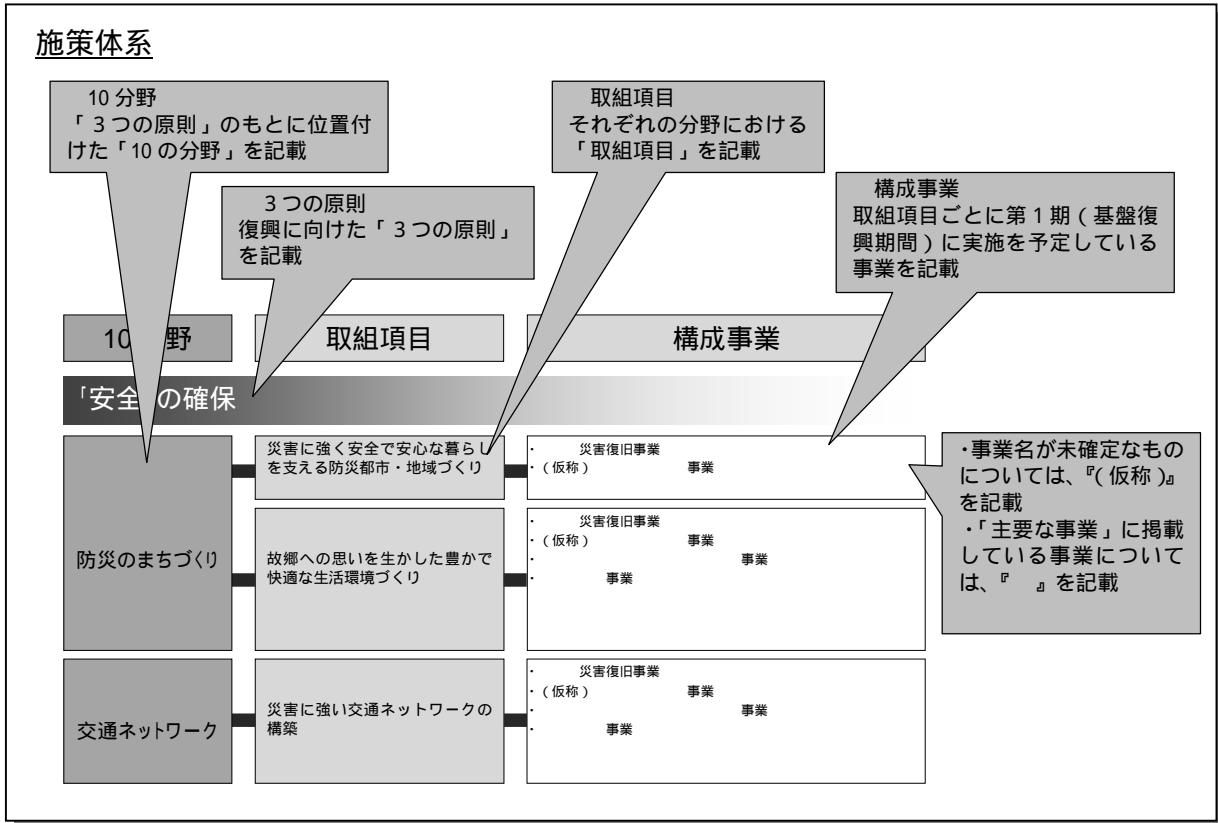 施策体系
10分野
「3つの原則」のもとに位置付
けた「10の分野」を記載
取組項目
それぞれの分野における
「取組項目」を記載
3つの原則
復興に向けた「3つの原則」
を記載
構成事業
取組項目ごとに第1期(基盤復
興期間)に実施を予定している
事業を記載
10 野
取組項目
構成事業
「安全 の確保
防災のまちづくり
災害に強く安全で安心な暮らし
を支える防災都市・地域づくり
・ 災害復旧事業
・(仮称) 事業
・事業名が未確定なもの
については、『(仮称)』
を記載
・「主要な事業」に掲載
している事業について
は、『 』を記載
故郷への思いを生かした豊かで
快適な生活環境づくり
・ 災害復旧事業
・(仮称) 事業
・ 事業
・ 事業
交通ネットワーク
災害に強い交通ネットワークの
構築
・ 災害復旧事業
・(仮称) 事業
・ 事業
・ 事業